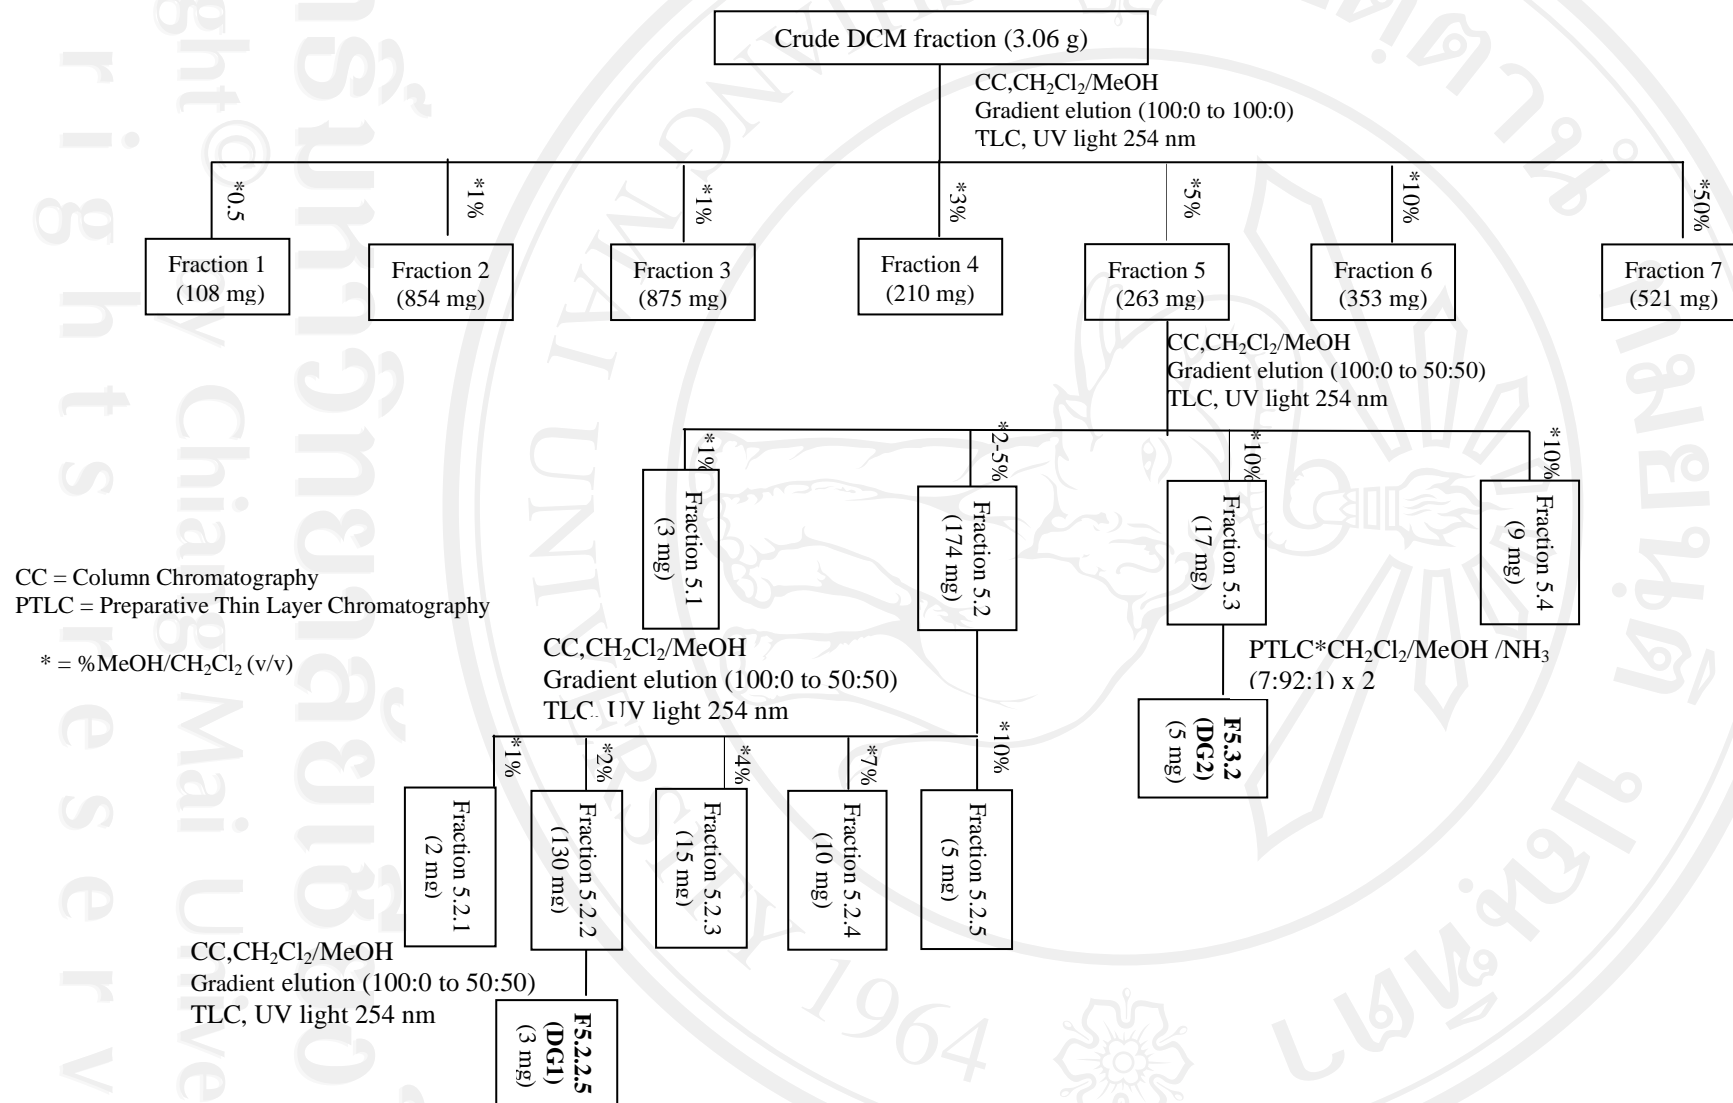 Crude DCM fraction (3.06 g)
CC,CH₂Cl₂/MeOH
Gradient elution (100:0 to 100:0)
TLC, UV light 254 nm
*0.5
*1%
*1%
*3%
*5%
*10%
*50%
Fraction 1
(108 mg)
Fraction 2
(854 mg)
Fraction 3
(875 mg)
Fraction 4
(210 mg)
Fraction 5
(263 mg)
Fraction 6
(353 mg)
Fraction 7
(521 mg)
CC,CH₂Cl₂/MeOH
Gradient elution (100:0 to 50:50)
TLC, UV light 254 nm
*1%
*2-5%
*10%
*10%
Fraction 5.1
(3 mg)
Fraction 5.2
(174 mg)
Fraction 5.3
(17 mg)
Fraction 5.4
(9 mg)
CC = Column Chromatography
PTLC = Preparative Thin Layer Chromatography
* = %MeOH/CH₂Cl₂ (v/v)
CC,CH₂Cl₂/MeOH
Gradient elution (100:0 to 50:50)
TLC, UV light 254 nm
PTLC*CH₂Cl₂/MeOH /NH₃
(7:92:1) x 2
F5.3.2
(DG2)
(5 mg)
*1%
*2%
*4%
*7%
*10%
Fraction 5.2.1
(2 mg)
Fraction 5.2.2
(130 mg)
Fraction 5.2.3
(15 mg)
Fraction 5.2.4
(10 mg)
Fraction 5.2.5
(5 mg)
CC,CH₂Cl₂/MeOH
Gradient elution (100:0 to 50:50)
TLC, UV light 254 nm
F5.2.2.5
(DG1)
(3 mg)
MAI UNIVERSITY 1964
ght © by Chiang Mai Unive
rights reserv